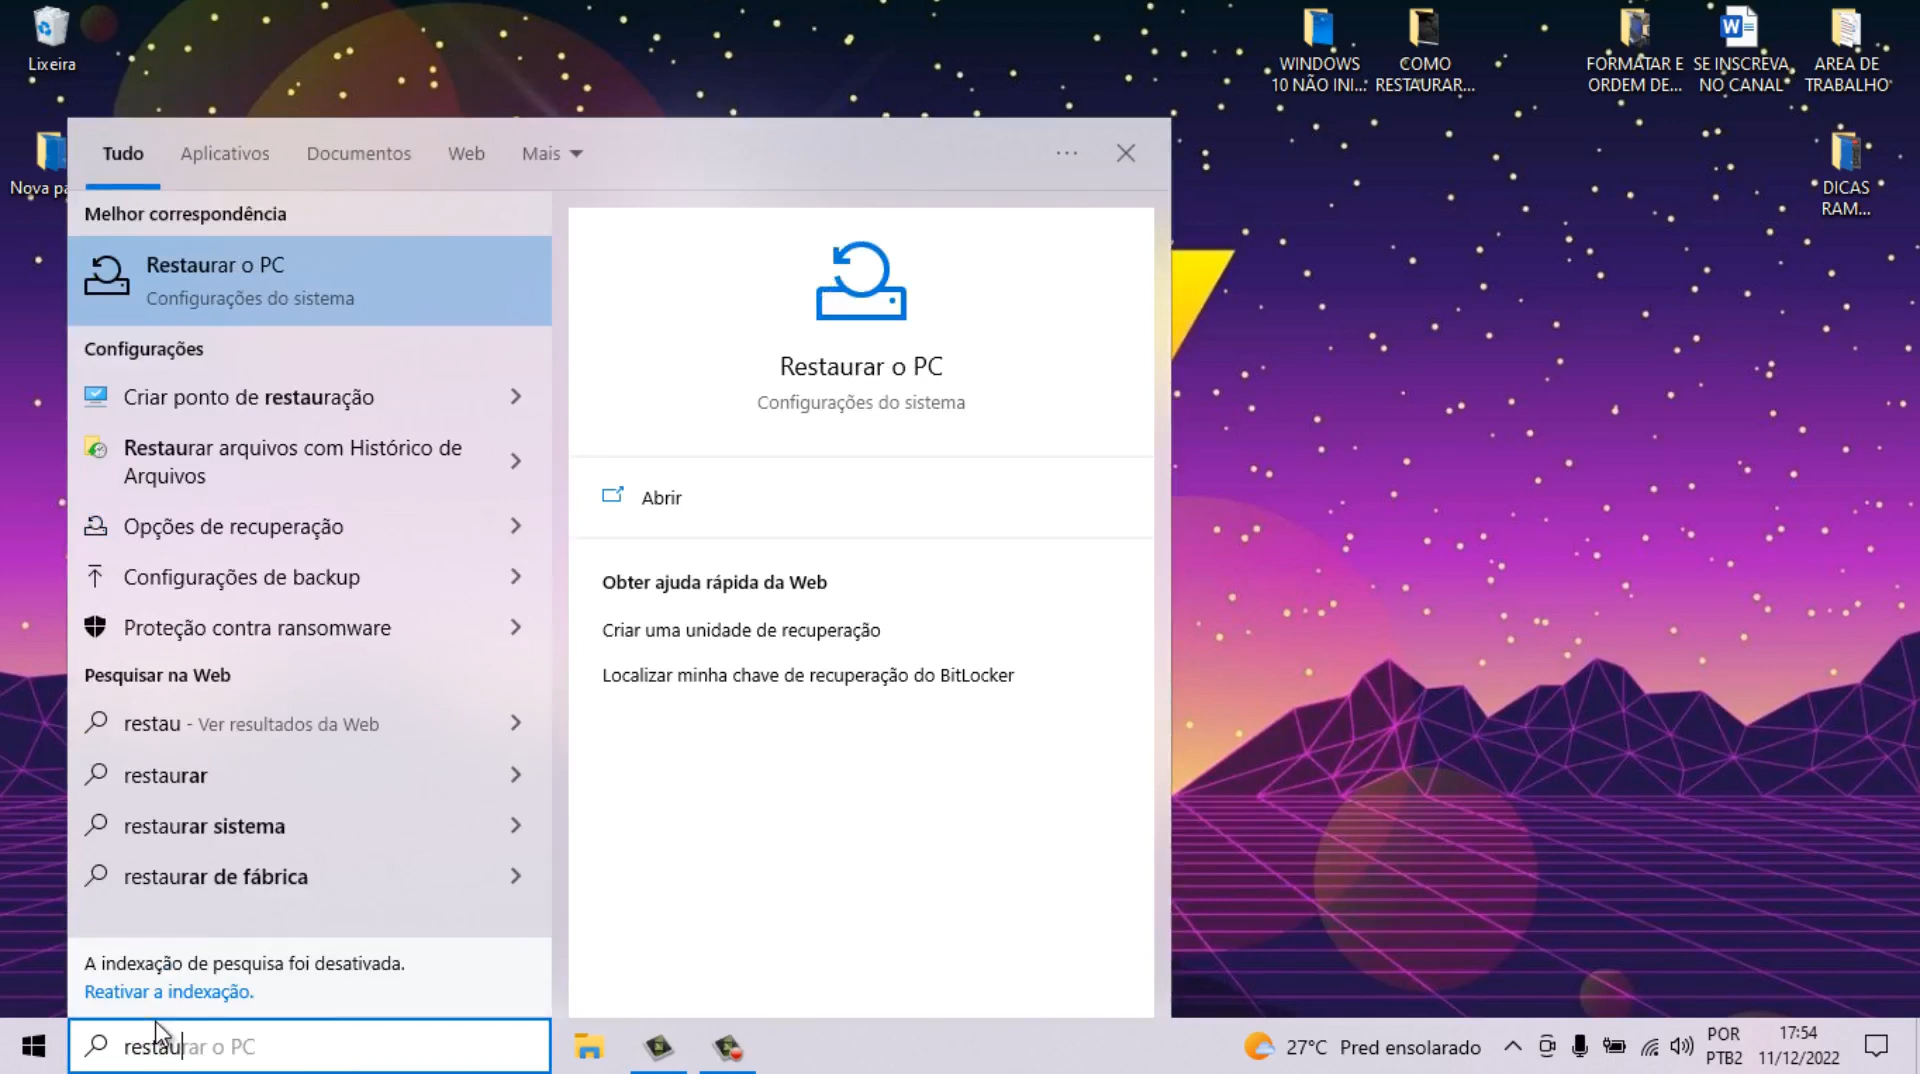 Lixeira
WINDOWS
10 NÃO INI...
COMO
RESTAURAR...
FORMATAR E
ORDEM DE...
SE INSCREVA
NO CANAL
AREA DE
TRABALHO
Nova pa
DICAS
RAM...
Tudo
Aplicativos
Documentos
Web
Mais
Melhor correspondência
Restaurar o PC
Configurações do sistema
Configurações
Criar ponto de restauração
Restaurar arquivos com Histórico de
Arquivos
Opções de recuperação
Configurações de backup
Proteção contra ransomware
Pesquisar na Web
restau - Ver resultados da Web
restaurar
restaurar sistema
restaurar de fábrica
A indexação de pesquisa foi desativada.
Reativar a indexação.
Restaurar o PC
Configurações do sistema
Abrir
Obter ajuda rápida da Web
Criar uma unidade de recuperação
Localizar minha chave de recuperação do BitLocker
restaurar o PC
27°C Pred ensolarado
POR
PTB2
17:54
11/12/2022